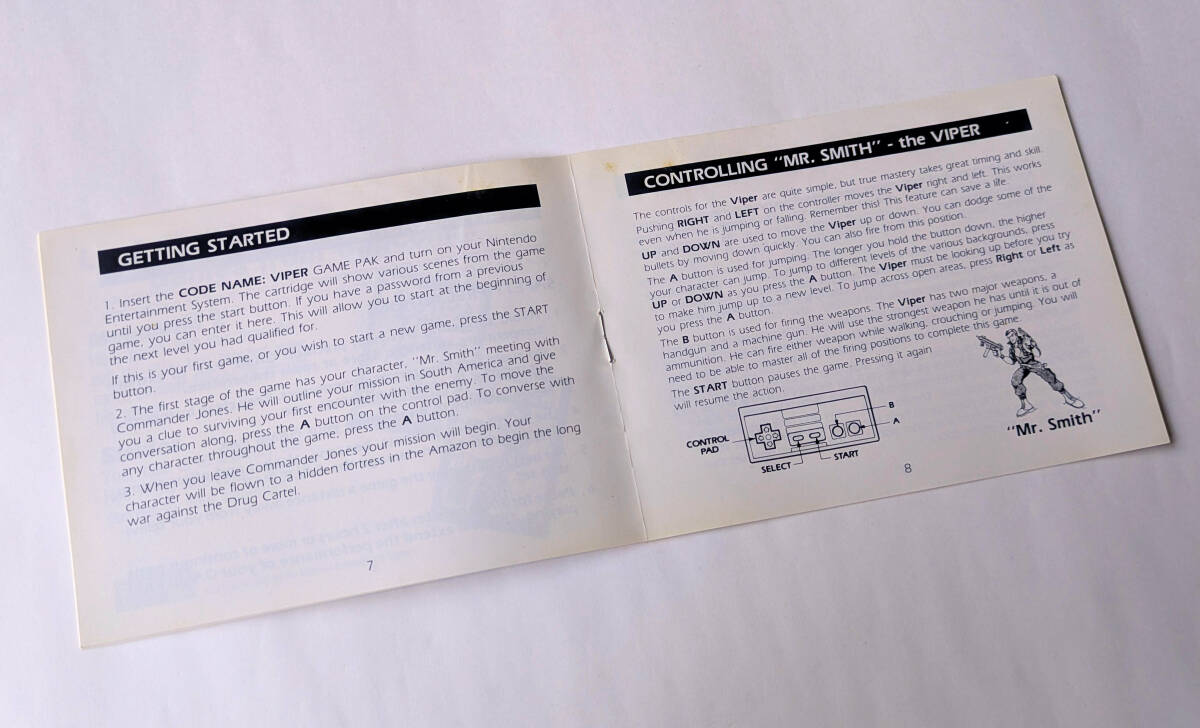 GETTING STARTED
1. Insert the CODE NAME: VIPER GAME PAK and turn on your Nintendo
Entertainment System. The cartridge will show various scenes from the game
until you press the start button. If you have a password from a previous
game, you can enter it here. This will allow you to start at the beginning of
the next level you had qualified for.
If this is your first game, or you wish to start a new game, press the START
button.
2. The first stage of the game has your character, "Mr. Smith" meeting with
Commander Jones. He will outline your mission in South America and give
you a clue to surviving your first encounter with the enemy. To move the
conversation along, press the A button on the control pad. To converse with
any character throughout the game, press the A button.
3. When you leave Commander Jones your mission will begin. Your
character will be flown to a hidden fortress in the Amazon to begin the long
war against the Drug Cartel.
7
CONTROLLING "MR. SMITH" - the VIPER
The controls for the Viper are quite simple, but true mastery takes great timing and skill.
Pushing RIGHT and LEFT on the controller moves the Viper right and left. This works
even when he is jumping or falling. Remember this! This feature can save a life.
UP and DOWN are used to move the Viper up or down. You can dodge some of the
bullets by moving down quickly. You can also fire from this position.
The A button is used for jumping. The longer you hold the button down, the higher
your character can jump. To jump to different levels of the various backgrounds, press
UP or DOWN as you press the A button. The Viper must be looking up before you try
to make him jump up to a new level. To jump across open areas, press Right or Left as
you press the A button.
The B button is used for firing the weapons. The Viper has two major weapons, a
handgun and a machine gun. He will use the strongest weapon he has until it is out of
ammunition. He can fire either weapon while walking, crouching or jumping. You will
need to be able to master all of the firing positions to complete this game.
The START button pauses the game. Pressing it again
will resume the action.
CONTROL
PAD
SELECT
START
B
A
"Mr. Smith"
8